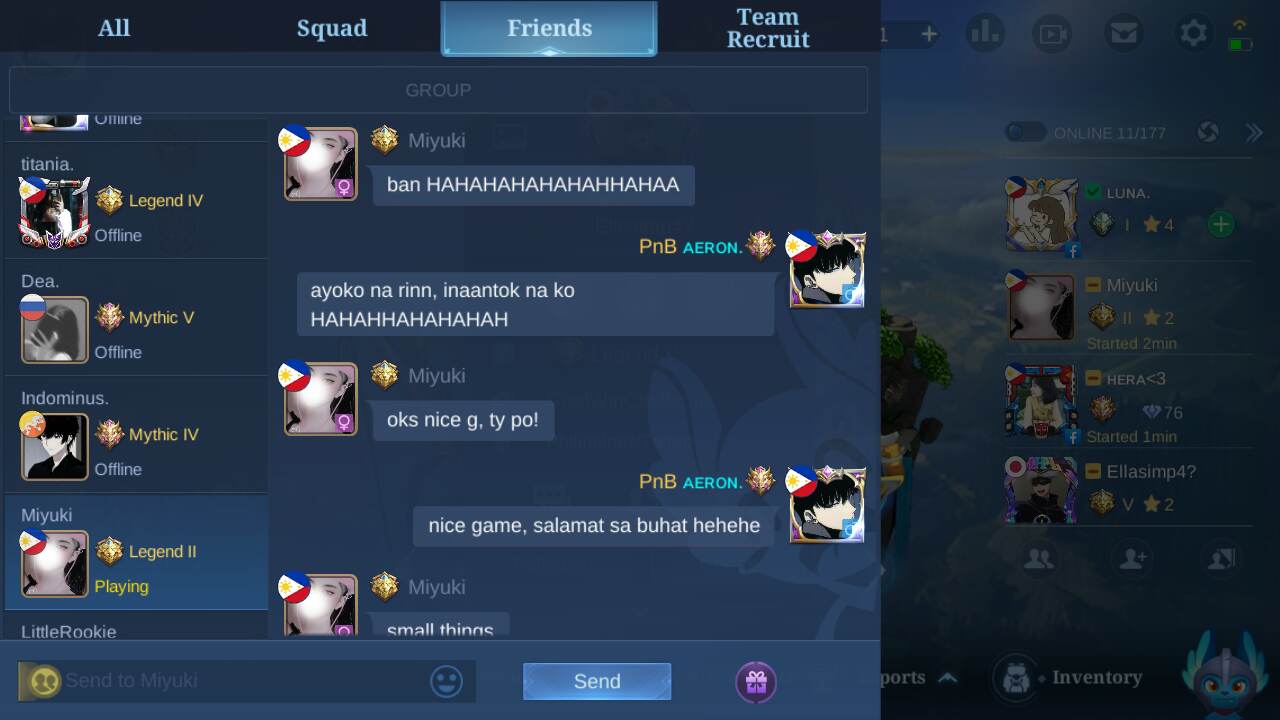 All
Squad
Friends
Team
Recruit
1
GROUP
Offline
titania.
Legend IV
Offline
Dea.
Mythic V
Offline
Indominus.
Mythic IV
Offline
Miyuki
Legend II
Playing
LittleRookie
Miyuki
ban HAHAHAHAHAHAHHAHAA
PnB AERON.
ayoko na rinn, inaantok na ko
HAHAHHAHAHAHAH
Miyuki
oks nice g, ty po!
PnB AERON.
nice game, salamat sa buhat hehehe
Miyuki
small things
Send to Miyuki
Send
ONLINE 11/177
LUNA.
I 4
Miyuki
II 2
Started 2min
HERA<3
76
Started 1min
Ellasimp4?
V 2
ports
Inventory